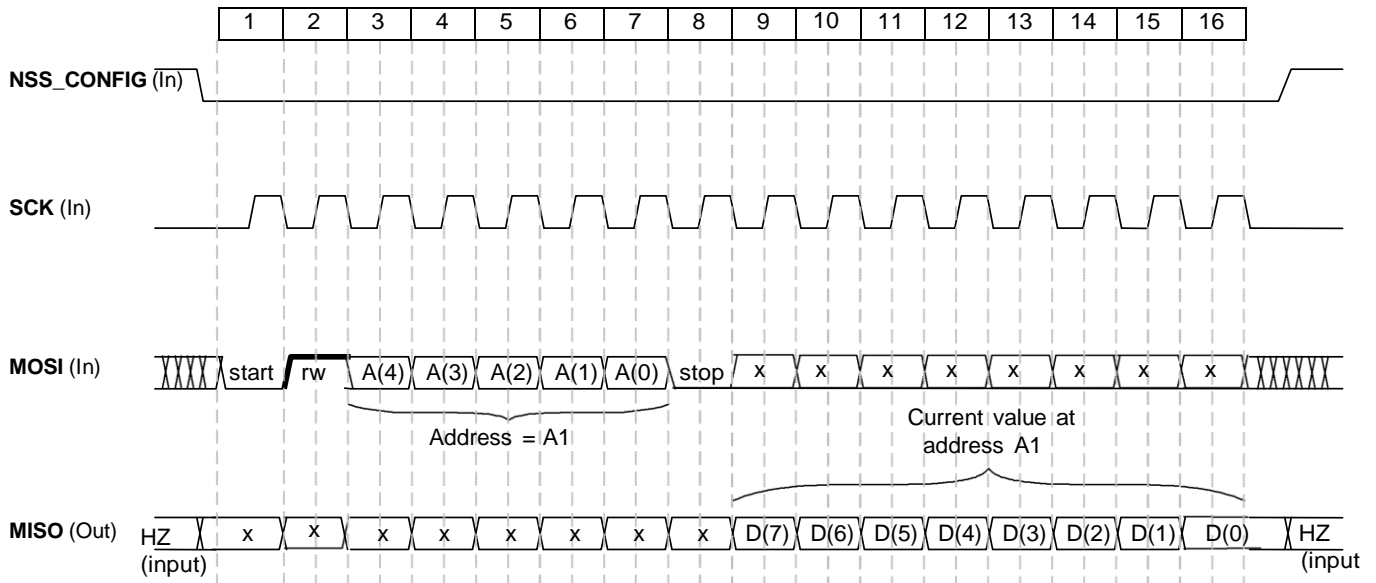 1 2 3 4 5 6 7 8 9 10 11 12 13 14 15 16
NSS_CONFIG (In)
SCK (In)
MOSI (In) start rw A(4) A(3) A(2) A(1) A(0) stop x x x x x x x x
Address = A1
Current value at
address A1
MISO (Out) HZ x x x x x x x x D(7) D(6) D(5) D(4) D(3) D(2) D(1) D(0) HZ
(input) (input